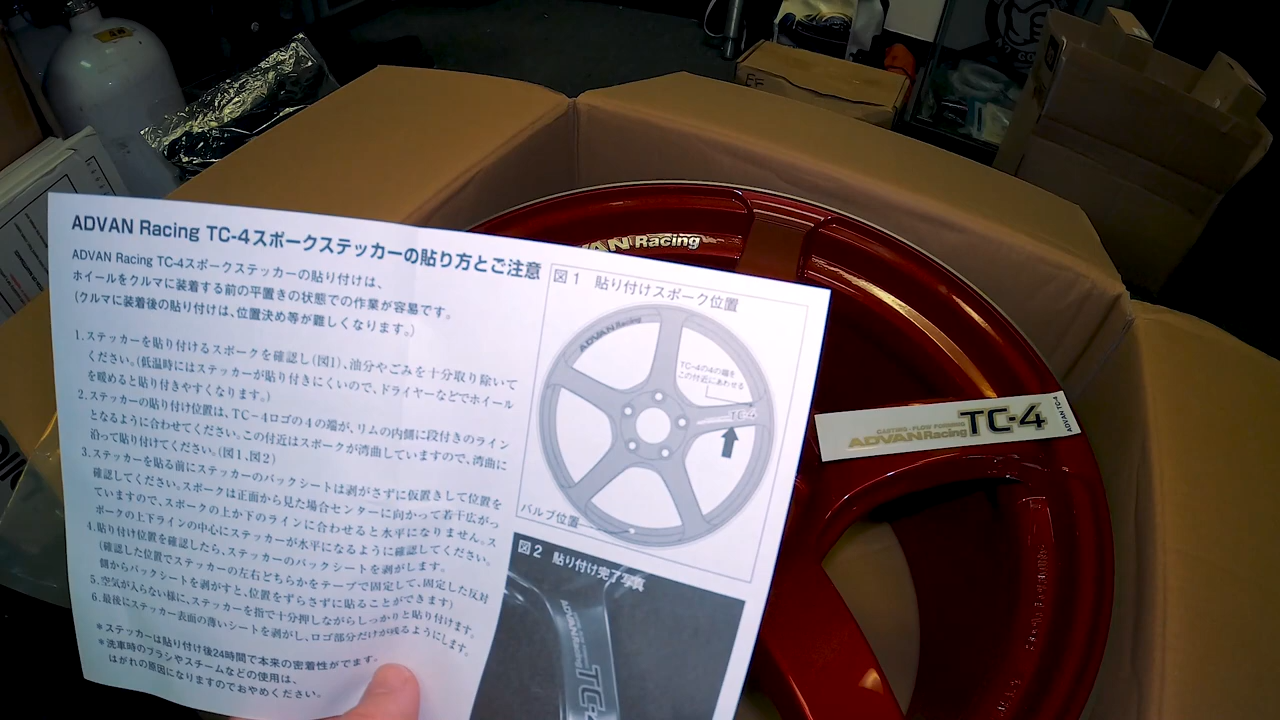 ADVAN Racing TC-4スポークステッカーの貼り方とご注意
ADVAN Racing TC-4スポークステッカーの貼り付けは、
ホイールをクルマに装着する前の平置きの状態での作業が容易です。
(クルマに装着後の貼り付けは、位置決め等が難しくなります。)
1.ステッカーを貼り付けるスポークを確認し(図1)、油分やごみを十分取り除いて
ください。(低温時にはステッカーが貼り付きにくいので、ドライヤーなどでホイール
を暖めると貼り付きやすくなります。)
2.ステッカーの貼り付け位置は、TC-4ロゴの4の端が、リムの内側に段付きのライン
となるように合わせてください。この付近はスポークが湾曲していますので、湾曲に
沿って貼り付けてください。(図1、図2)
3.ステッカーを貼る前にステッカーのバックシートは剥がさずに仮置きして位置を
確認してください。スポークは正面から見た場合センターに向かって若干広がっ
ていますので、スポークの上か下のラインに合わせると水平になりません。ス
ポークの上下ラインの中心にステッカーが水平になるように確認してください。
4.貼り付け位置を確認したら、ステッカーのバックシートを剥がします。
(確認した位置でステッカーの左右どちらかをテープで固定して、固定した反対
側からバックシートを剥がすと、位置をずらさずに貼ることができます)
5.空気が入らない様に、ステッカーを指で十分押しながらしっかりと貼り付けます。
6.最後にステッカー表面の薄いシートを剥がし、ロゴ部分だけが残るようにします。
*ステッカーは貼り付け後24時間で本来の密着性がでます。
*洗車時のブラシやスチームなどの使用は、
はがれの原因になりますのでおやめください。
図1 貼り付けスポーク位置
ADVAN Racing
TC-4の4の端を
この付近にあわせる
TC-4
バルブ位置
図2 貼り付け完了写真
ADVAN Racing
TC-4
Racing
CASTING・FLOW FORMING
ADVAN Racing TC-4
ADVAN TC-4